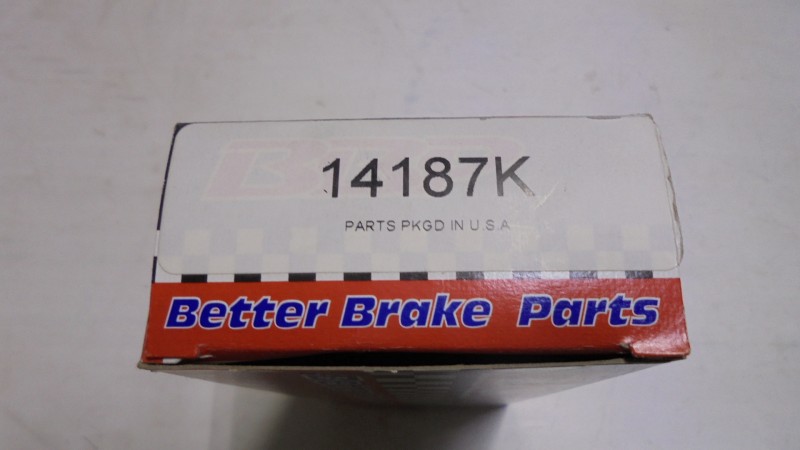 14187K
PARTS PKGD IN U.S.A
Better Brake Parts